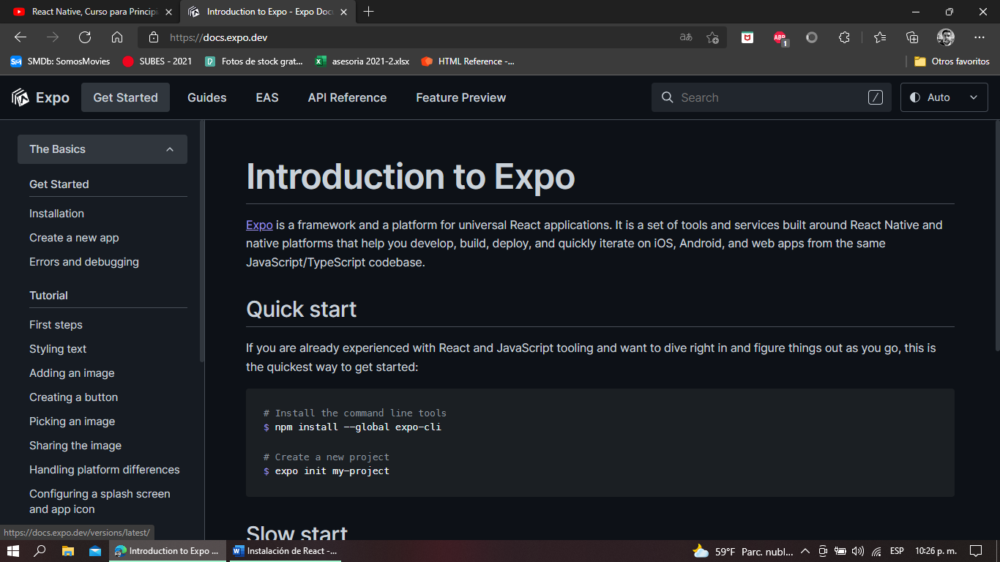 React Native, Curso para Principi
Introduction to Expo - Expo Doc
https://docs.expo.dev
aあ
ABP
1
SM SMDb: SomosMovies
SUBES - 2021
Fotos de stock grat...
asesoria 2021-2.xlsx
HTML Reference -...
Otros favoritos
Expo
Get Started
Guides
EAS
API Reference
Feature Preview
Search
/
Auto
The Basics
Get Started
Installation
Create a new app
Errors and debugging
Tutorial
First steps
Styling text
Adding an image
Creating a button
Picking an image
Sharing the image
Handling platform differences
Configuring a splash screen
and app icon
https://docs.expo.dev/versions/latest/
Introduction to Expo
Expo is a framework and a platform for universal React applications. It is a set of tools and services built around React Native and
native platforms that help you develop, build, deploy, and quickly iterate on iOS, Android, and web apps from the same
JavaScript/TypeScript codebase.
Quick start
If you are already experienced with React and JavaScript tooling and want to dive right in and figure things out as you go, this is
the quickest way to get started:
# Install the command line tools
$ npm install --global expo-cli
# Create a new project
$ expo init my-project
Slow start
Introduction to Expo ...
Instalación de React -...
59°F Parc. nubl...
ESP
10:26 p. m.